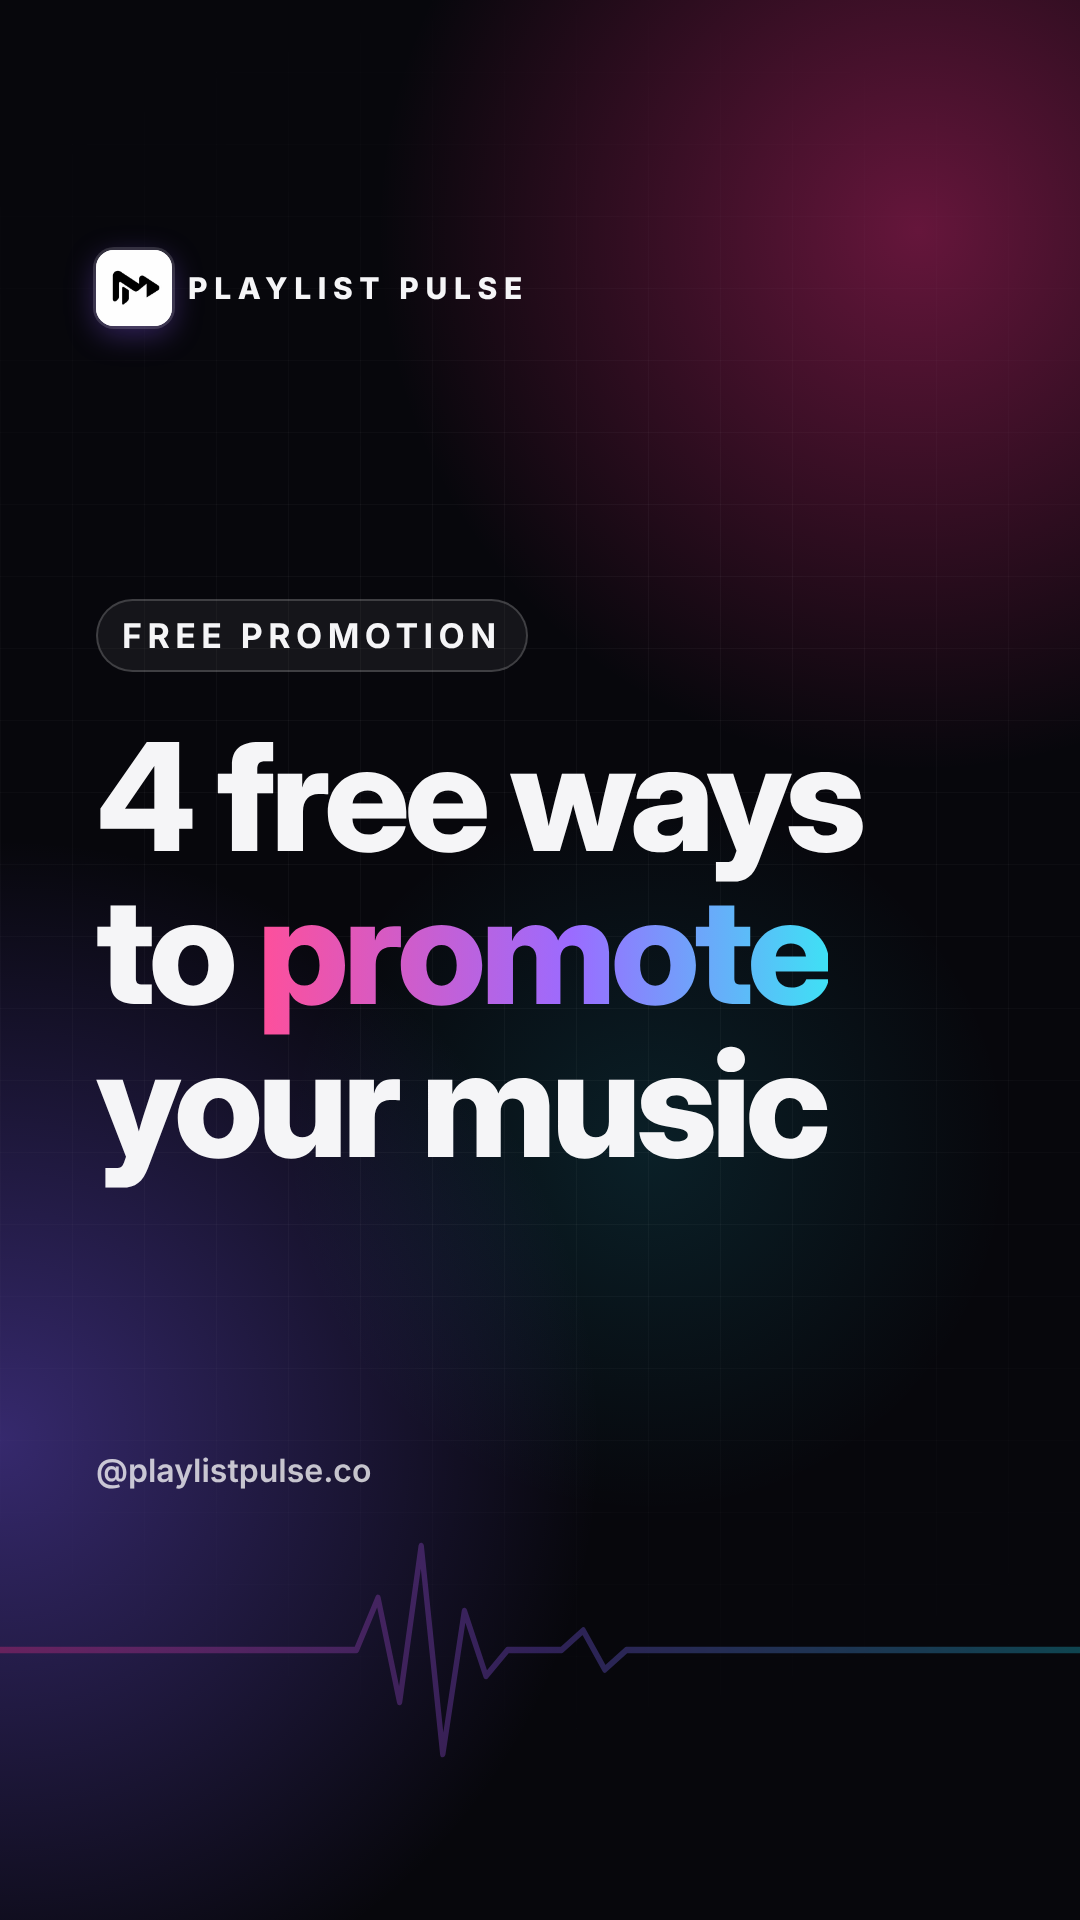 PLAYLIST PULSE
FREE PROMOTION
4 free ways
to promote
your music
@playlistpulse.co